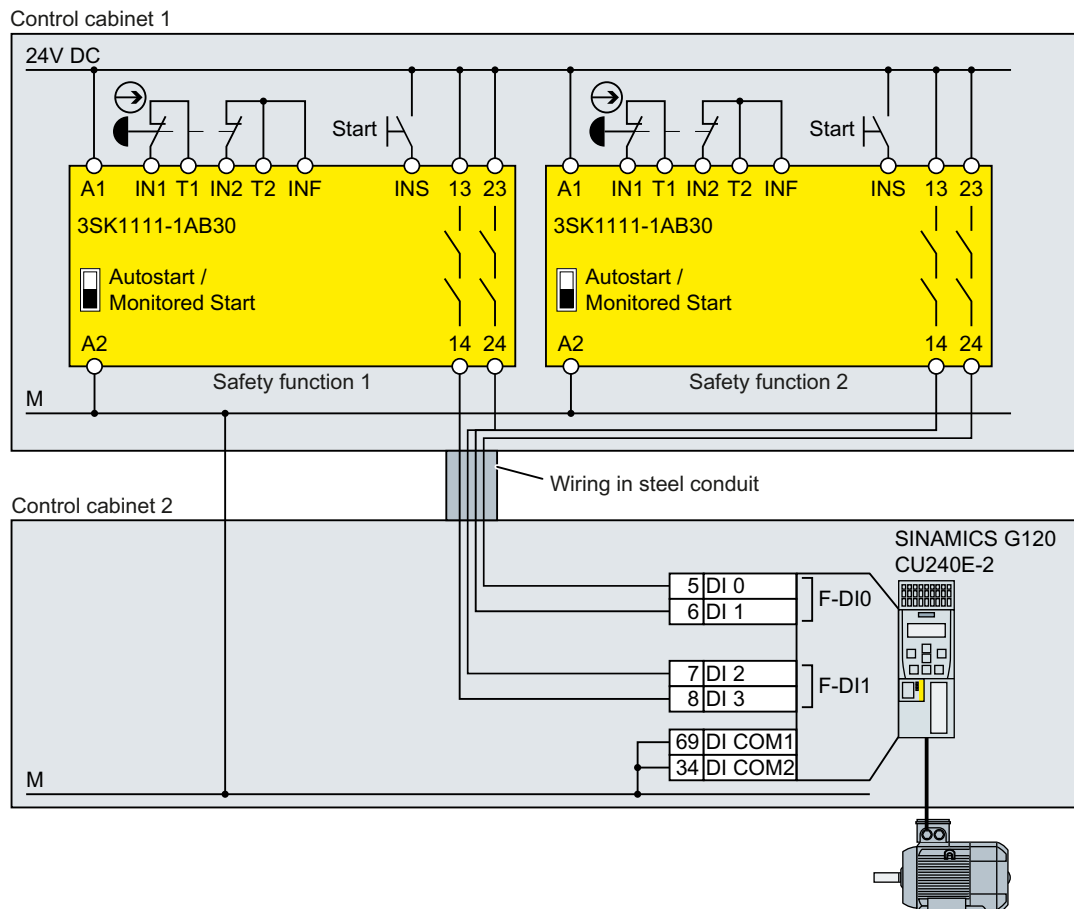 Control cabinet 1
24V DC
Start
Start
A1 IN1 T1 IN2 T2 INF INS 13 23
A1 IN1 T1 IN2 T2 INF INS 13 23
3SK1111-1AB30
3SK1111-1AB30
Autostart /
Monitored Start
Autostart /
Monitored Start
A2 14 24
A2 14 24
Safety function 1
Safety function 2
M
Wiring in steel conduit
Control cabinet 2
SINAMICS G120
CU240E-2
5 DI 0
6 DI 1
F-DI0
7 DI 2
8 DI 3
F-DI1
69 DI COM1
34 DI COM2
M